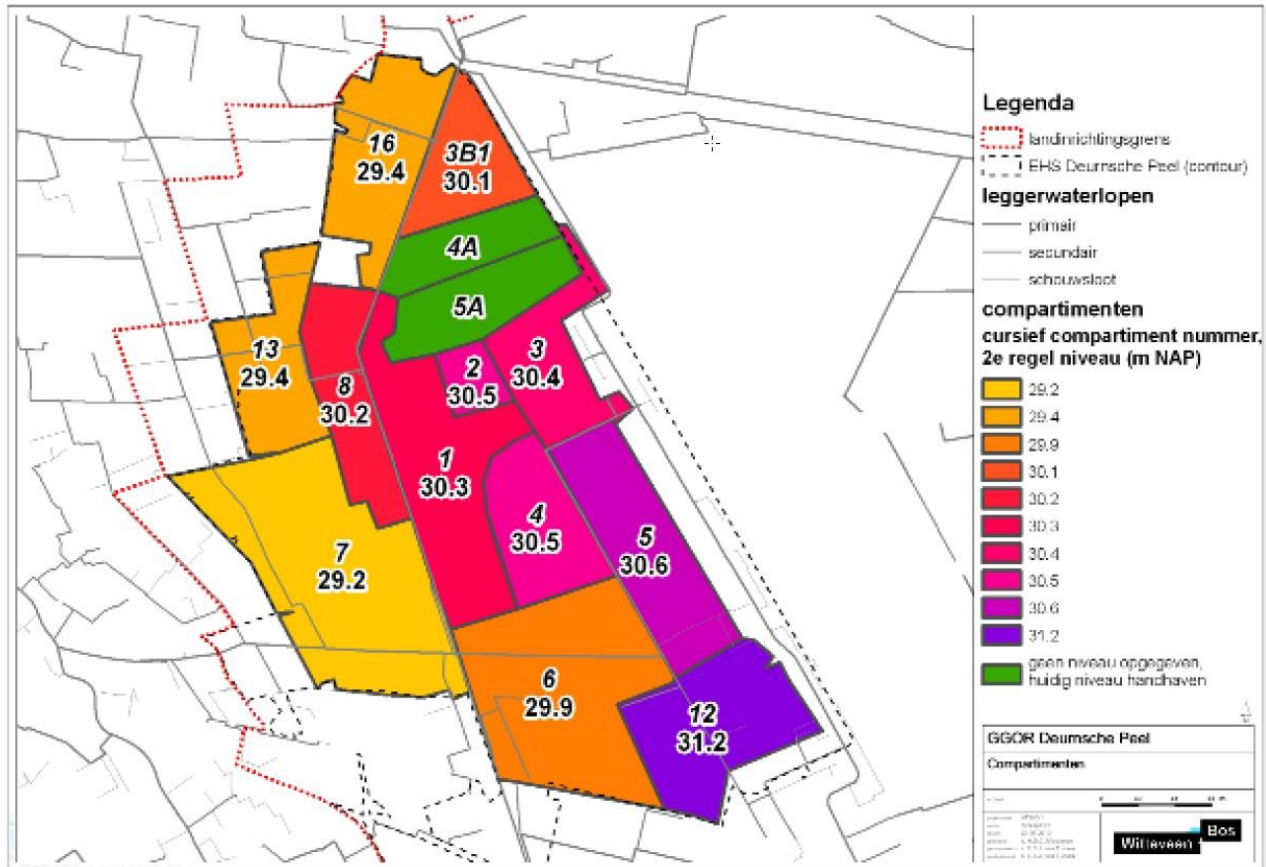 16
29.4
3B1
30.1
4A
5A
13
29.4
8
30.2
2
30.5
3
30.4
1
30.3
4
30.5
5
30.6
7
29.2
6
29.9
12
31.2
Legenda
landinrichtingsgrens
EHS Deurnsche Peel (contour)
leggerwaterlopen
primair
secundair
schouwsloot
compartimenten
cursief compartiment nummer,
2e regel niveau (m NAP)
29.2
29.4
29.9
30.1
30.2
30.3
30.4
30.5
30.6
31.2
geen niveau opgegeven,
huidig niveau handhaven
GGOR Deurnsche Peel
Compartimenten
Witteveen
Bos